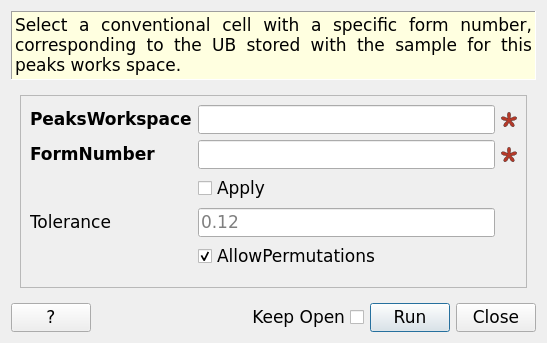 Select a conventional cell with a specific form number,
corresponding to the UB stored with the sample for this
peaks works space.
PeaksWorkspace
FormNumber
Apply
Tolerance 0.12
AllowPermutations
? Keep Open Run Close